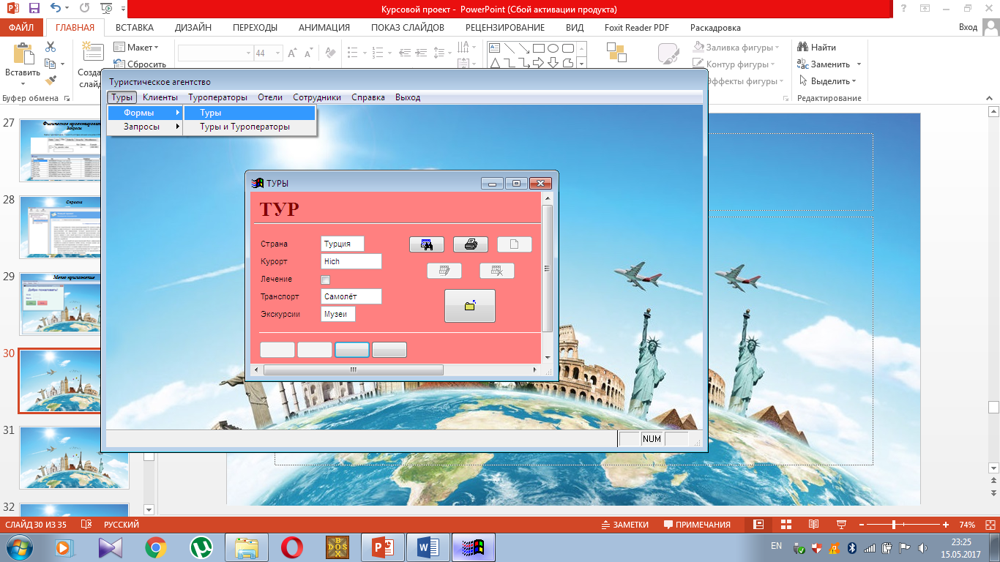 Курсовой проект - PowerPoint (Сбой активации продукта)
ФАЙЛ ГЛАВНАЯ ВСТАВКА ДИЗАЙН ПЕРЕХОДЫ АНИМАЦИЯ ПОКАЗ СЛАЙДОВ РЕЦЕНЗИРОВАНИЕ ВИД Foxit Reader PDF Раскадровка Вход
Макет
44
Заливка фигуры
Найти
Вставить
Созда
слайд
Сбросить
Контур фигуры
Заменить
Эффекты фигуры
Выделить
Буфер обмена
Редактирование
Туристическое агентство
Туры Клиенты Туроператоры Отели Сотрудники Справка Выход
Формы
Туры
Запросы
Туры и Туроператоры
27
Запросы
28
Справка
29
Меню приложение
Добро пожаловать!
30
31
32
ТУРЫ
ТУР
Страна Турция
Курорт Hich
Лечение
Транспорт Самолёт
Экскурсии Музеи
NUM
СЛАЙД 30 ИЗ 35 РУССКИЙ ЗАМЕТКИ ПРИМЕЧАНИЯ 74%
EN
23:25
15.05.2017